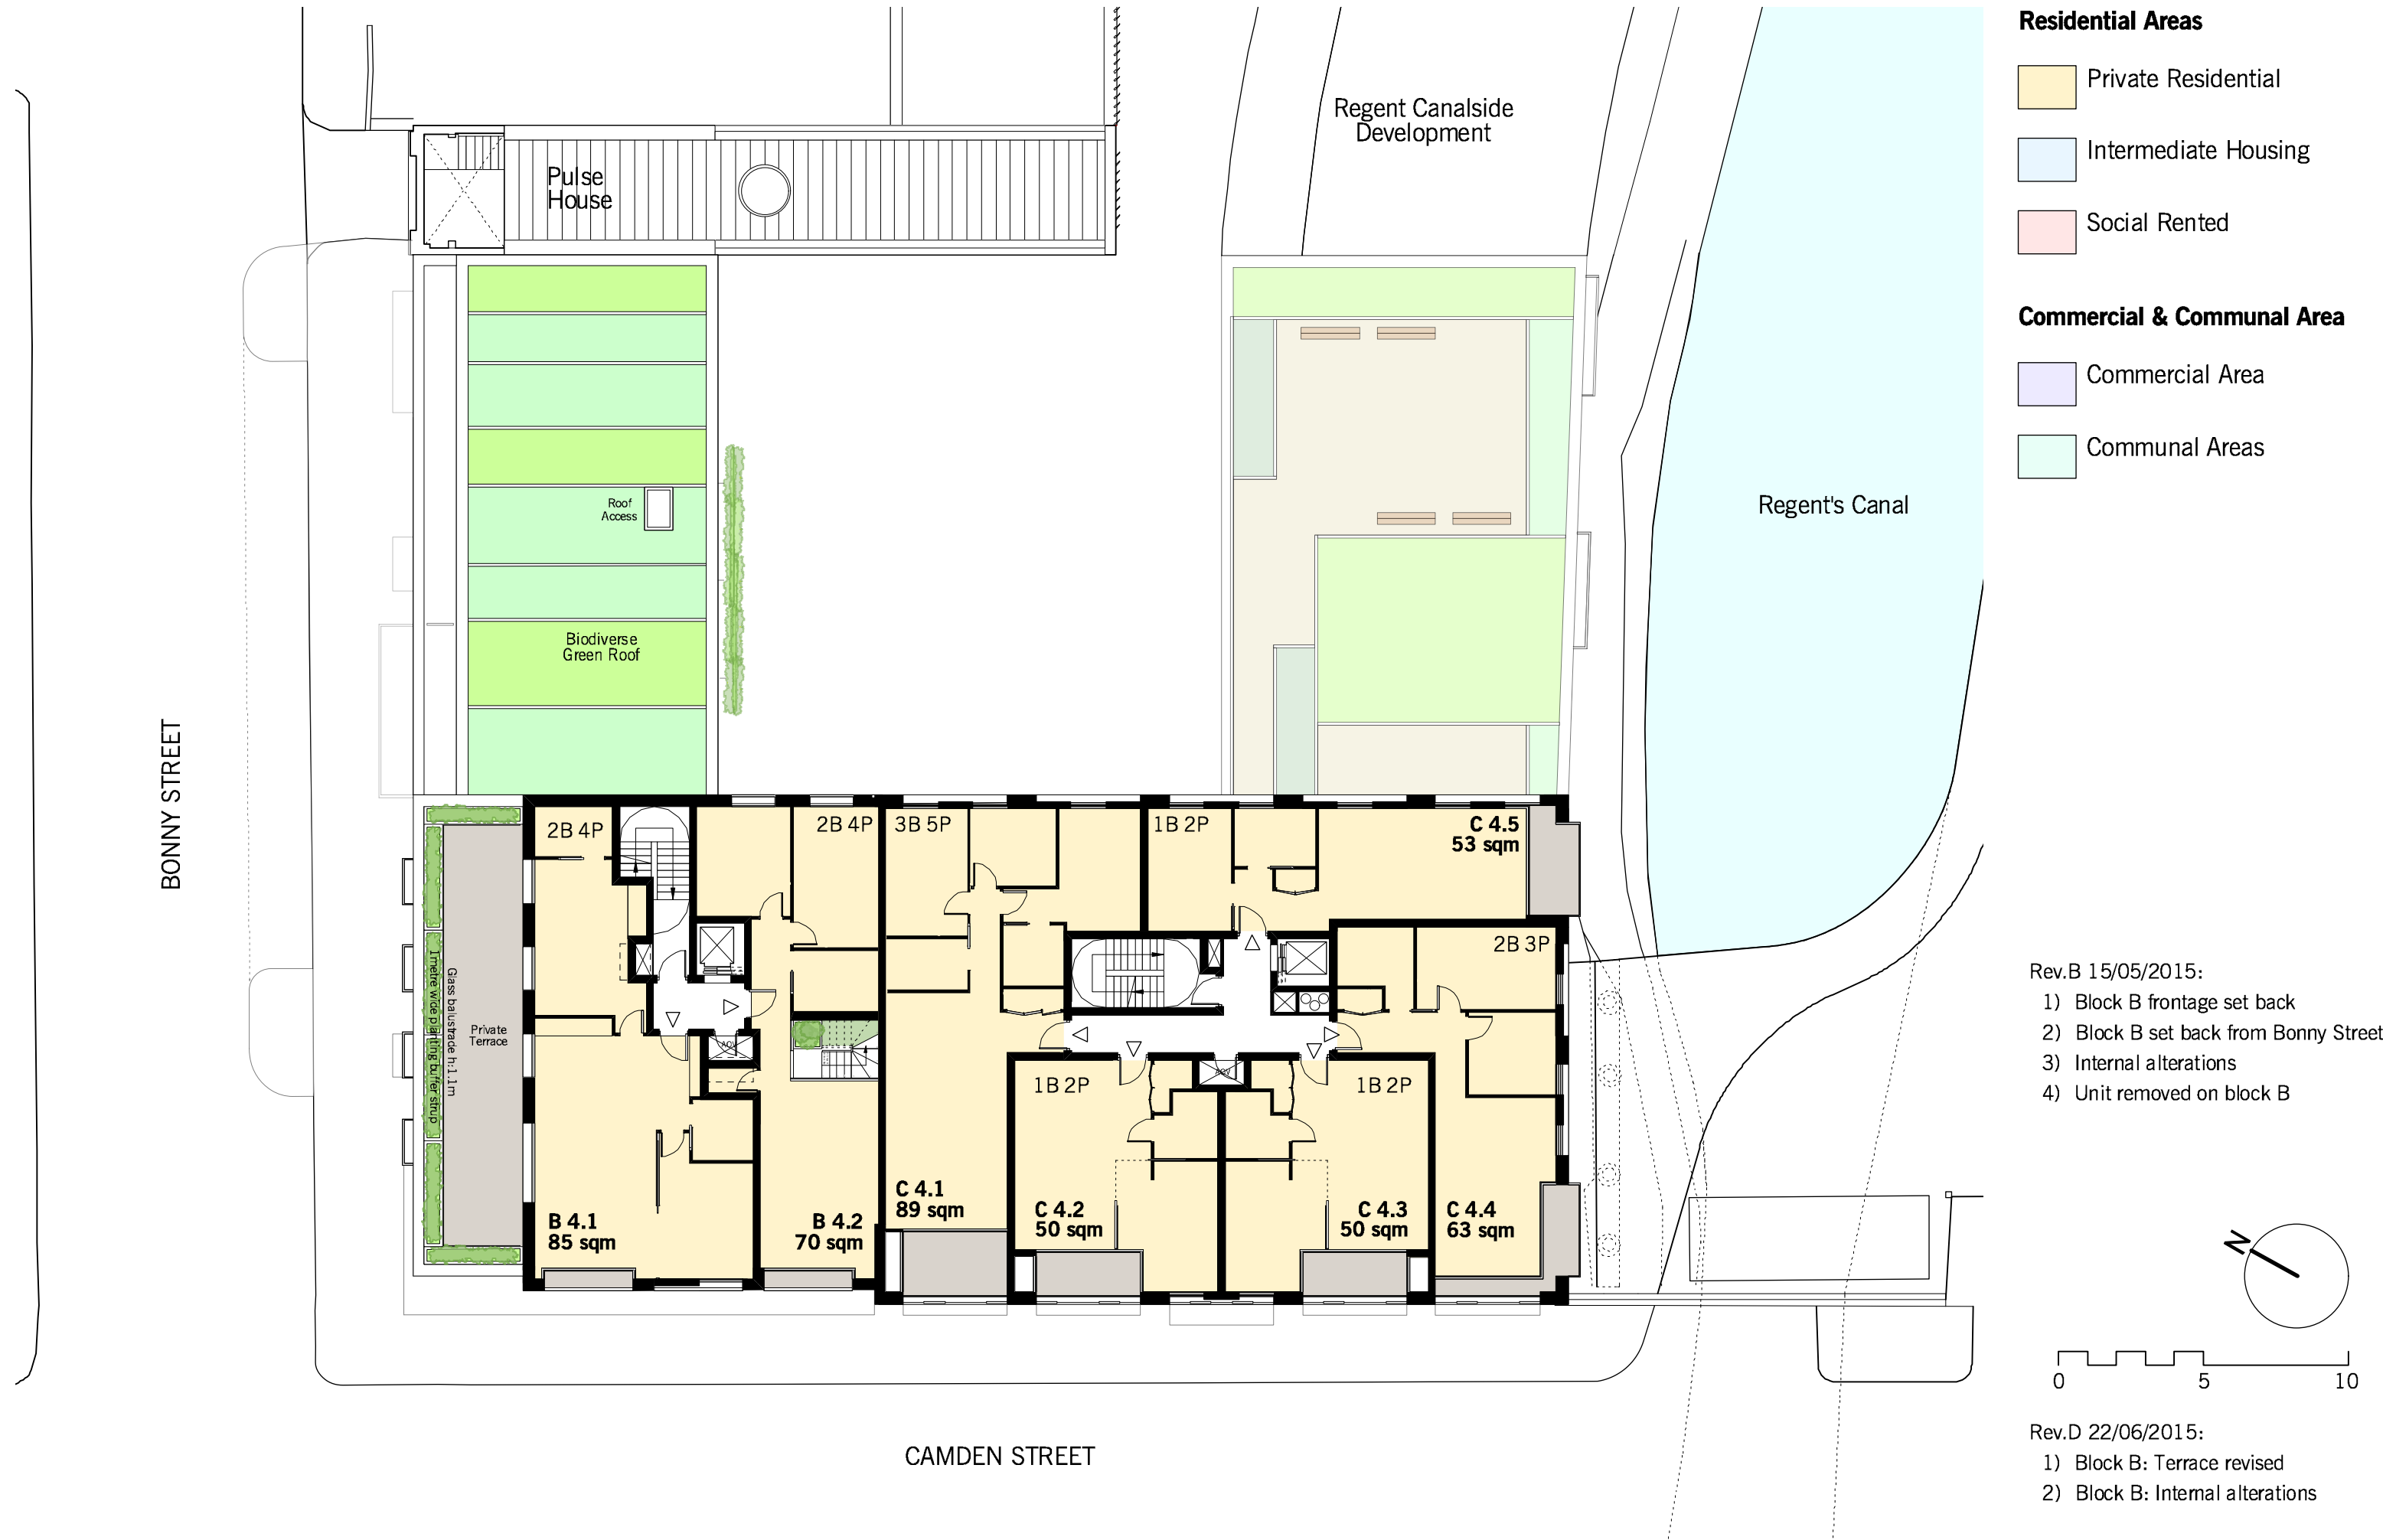 Residential Areas
Private Residential
Intermediate Housing
Social Rented
Commercial & Communal Area
Commercial Area
Communal Areas
Regent Canalside
Development
Pulse
House
Regent's Canal
Roof
Access
Biodiverse
Green Roof
BONNY STREET
2B 4P
2B 4P
3B 5P
1B 2P
C 4.5
53 sqm
2B 3P
Glass balustrade h:1.1m
1metre wide planting buffer strup
Private
Terrace
AOV
AOV
1B 2P
1B 2P
B 4.1
85 sqm
B 4.2
70 sqm
C 4.1
89 sqm
C 4.2
50 sqm
C 4.3
50 sqm
C 4.4
63 sqm
CAMDEN STREET
Rev.B 15/05/2015:
1) Block B frontage set back
2) Block B set back from Bonny Street
3) Internal alterations
4) Unit removed on block B
N
0 5 10
Rev.D 22/06/2015:
1) Block B: Terrace revised
2) Block B: Internal alterations